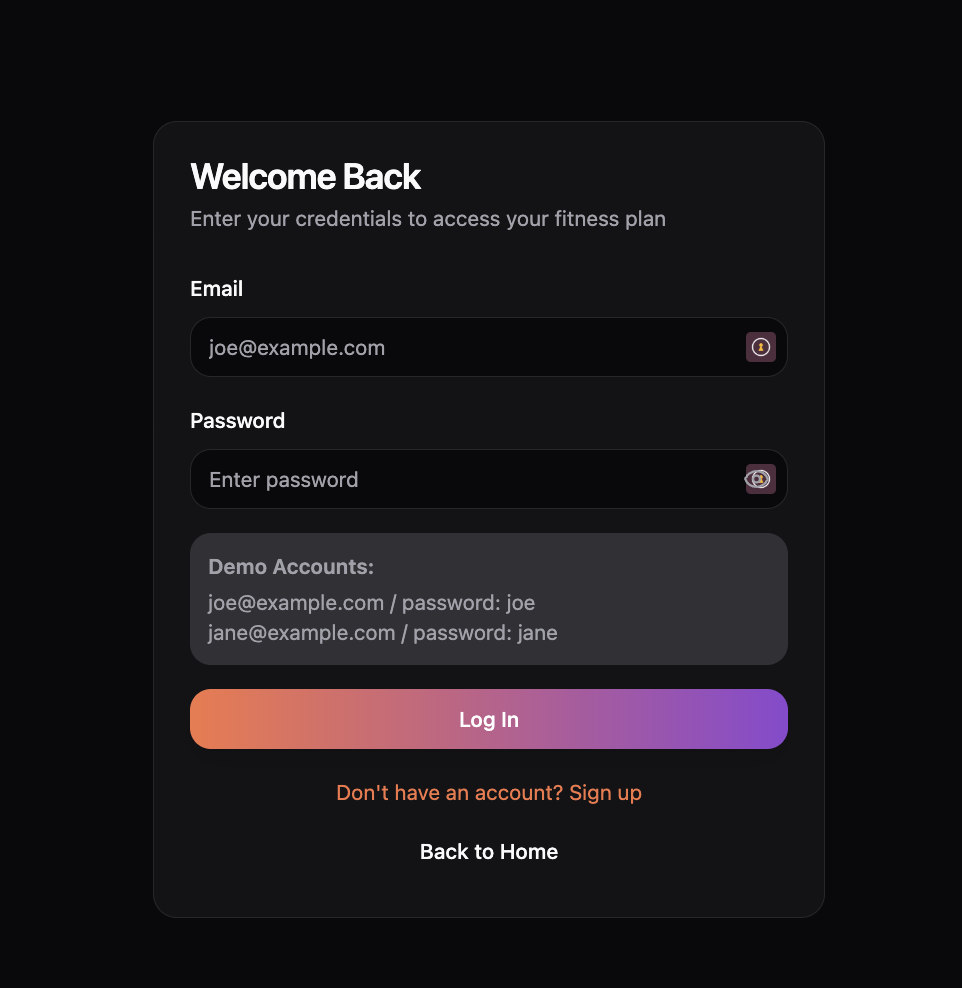 Welcome Back
Enter your credentials to access your fitness plan
Email
joe@example.com
Password
Enter password
Demo Accounts:
joe@example.com / password: joe
jane@example.com / password: jane
Log In
Don't have an account? Sign up
Back to Home